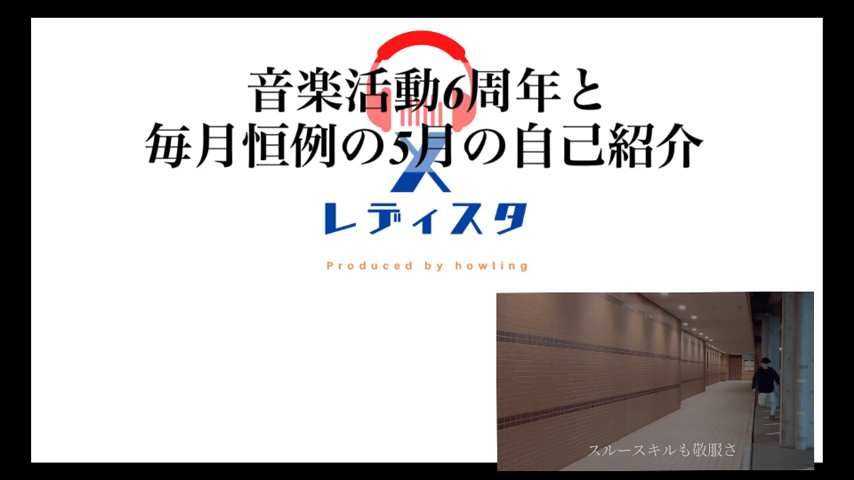 音楽活動6周年と
毎月恒例の5月の自己紹介
レディスタ
Produced by howling
スルースキルも敬服さ